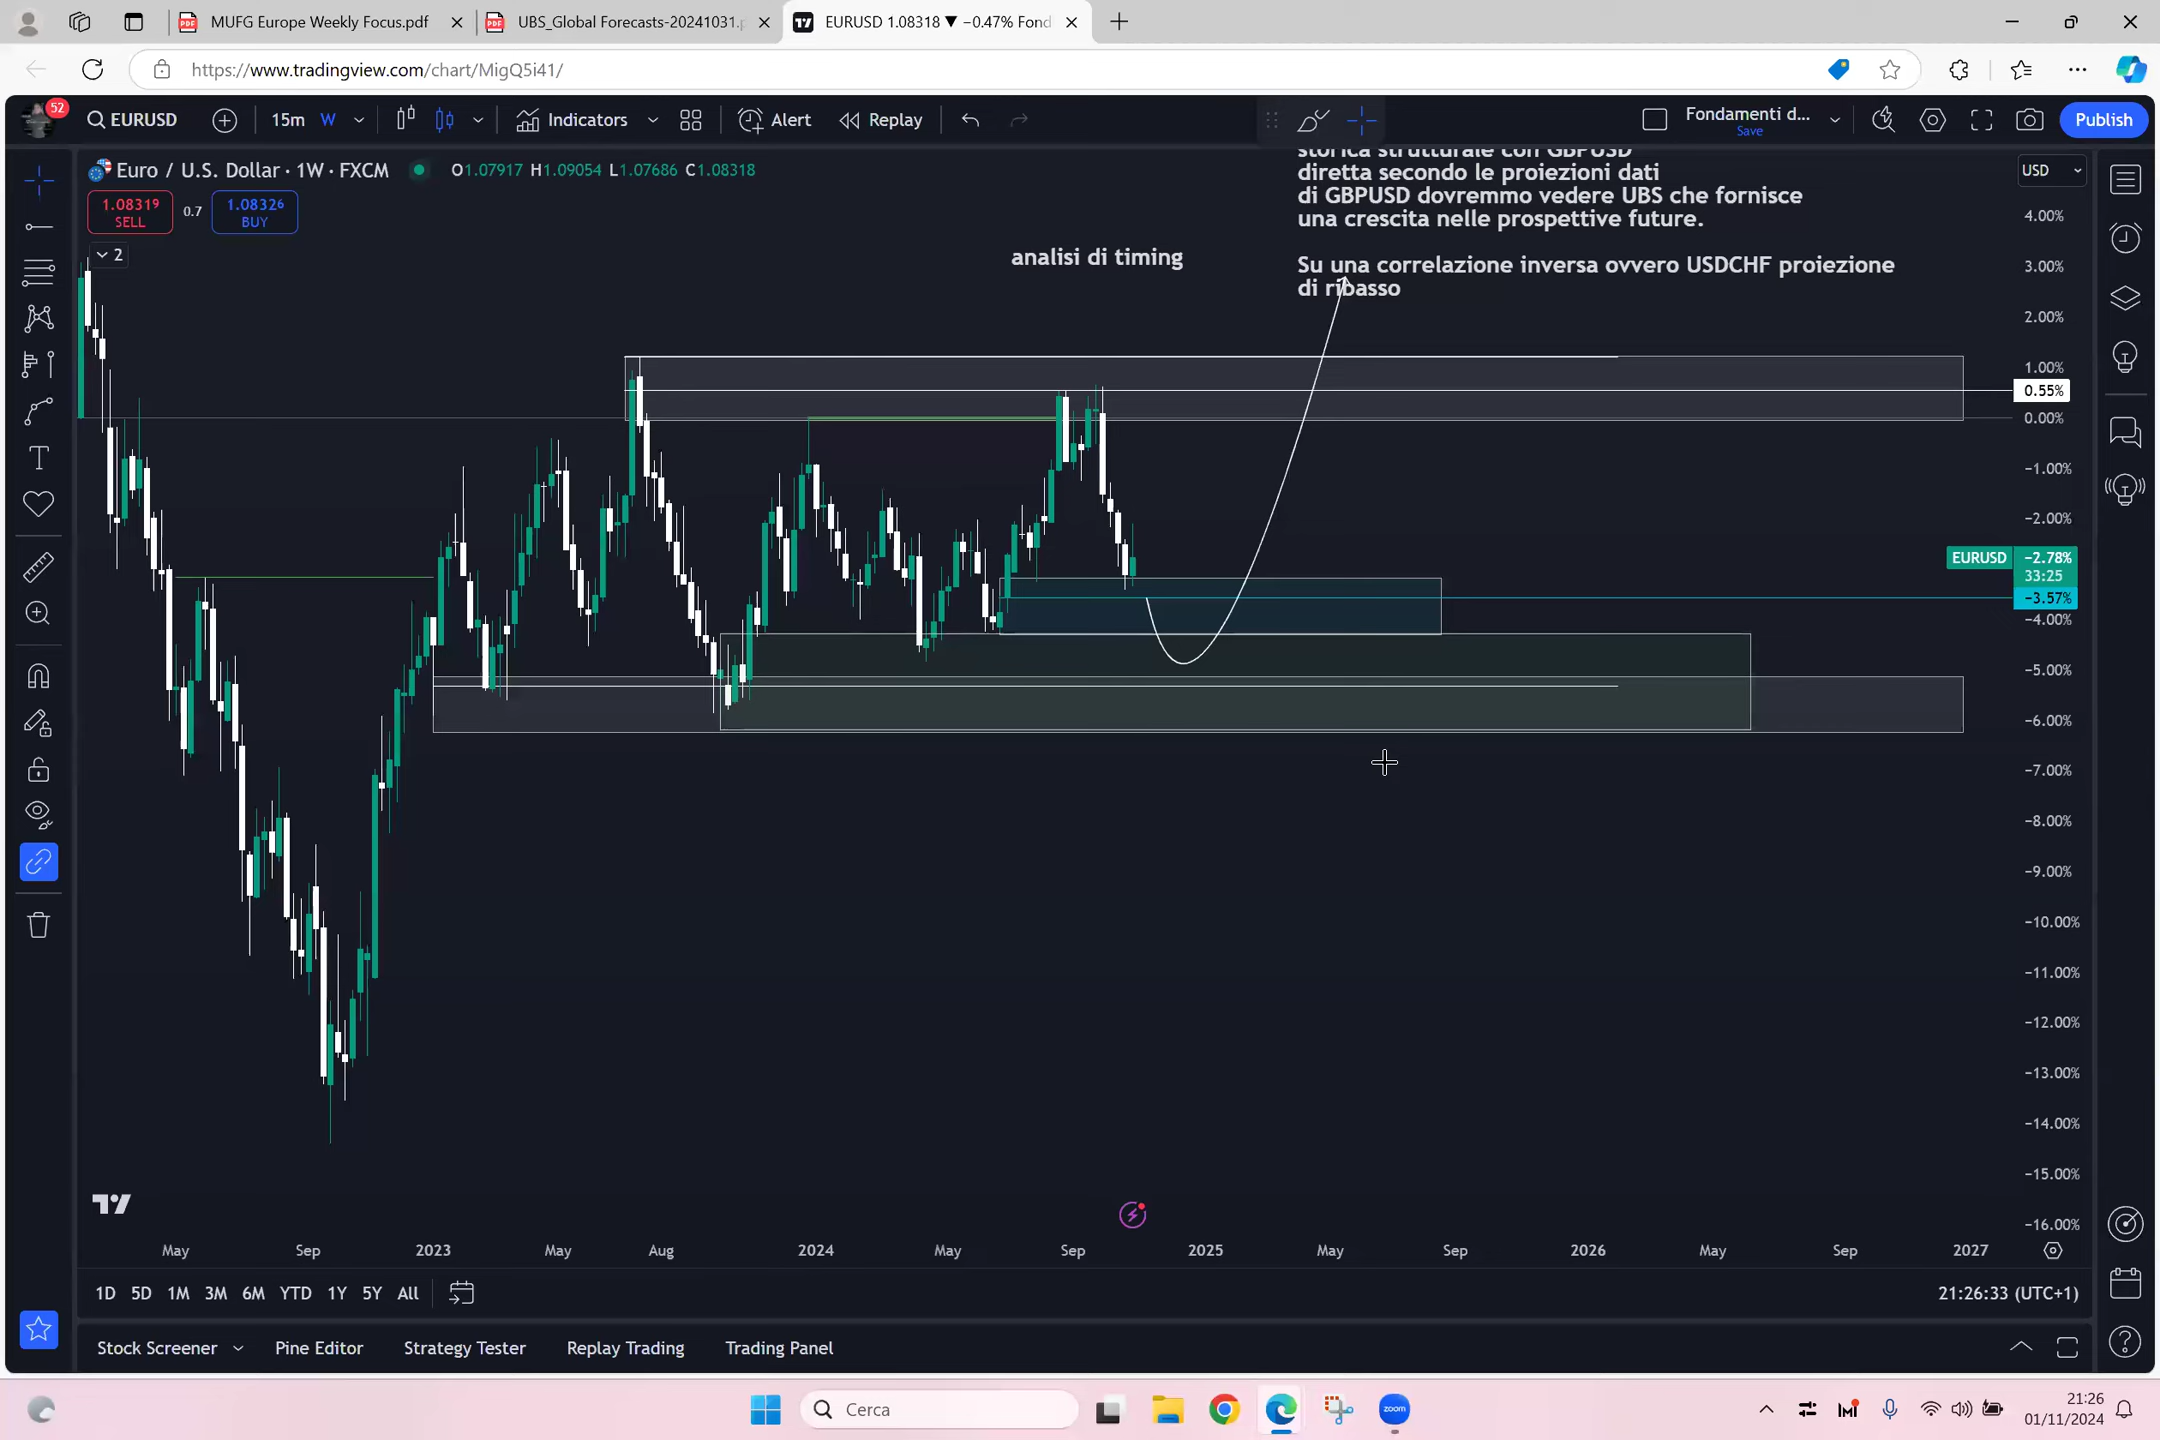 MUFG Europe Weekly Focus.pdf
UBS_Global Forecasts-20241031.p
EURUSD 1.08318 ▼ −0.47% Fond
https://www.tradingview.com/chart/MigQ5i41/
52
EURUSD
15m
W
Indicators
Alert
Replay
Fondamenti d...
Save
Publish
Euro / U.S. Dollar · 1W · FXCM
O1.07917 H1.09054 L1.07686 C1.08318
USD
1.08319
SELL
0.7
1.08326
BUY
2
storica strutturale con GBPUSD
diretta secondo le proiezioni dati
di GBPUSD dovremmo vedere UBS che fornisce
una crescita nelle prospettive future.
analisi di timing
Su una correlazione inversa ovvero USDCHF proiezione
di ribasso
4.00%
3.00%
2.00%
1.00%
0.55%
0.00%
−1.00%
−2.00%
EURUSD
−2.78%
33:25
−3.57%
−4.00%
−5.00%
−6.00%
−7.00%
−8.00%
−9.00%
−10.00%
−11.00%
−12.00%
−13.00%
−14.00%
−15.00%
−16.00%
May
Sep
2023
May
Aug
2024
May
Sep
2025
May
Sep
2026
May
Sep
2027
1D 5D 1M 3M 6M YTD 1Y 5Y All
21:26:33 (UTC+1)
Stock Screener
Pine Editor
Strategy Tester
Replay Trading
Trading Panel
Cerca
zoom
21:26
01/11/2024